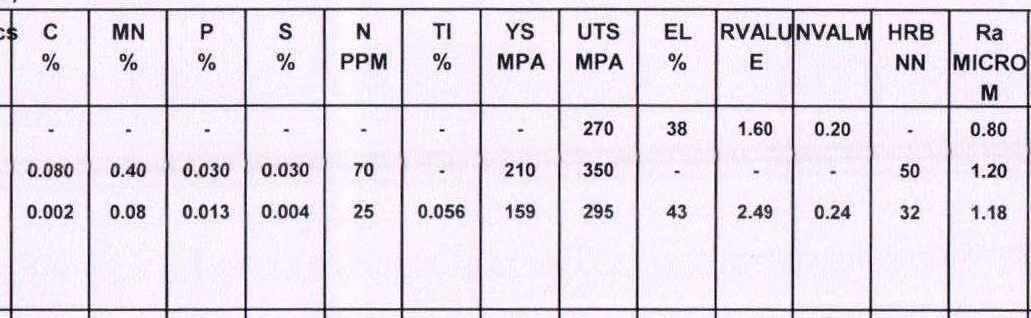 cs C MN P S N TI YS UTS EL RVALU NVALM HRB Ra
% % % % PPM % MPA MPA % E NN MICRO
M
- - - - - - - 270 38 1.60 0.20 - 0.80
0.080 0.40 0.030 0.030 70 - 210 350 - - - 50 1.20
0.002 0.08 0.013 0.004 25 0.056 159 295 43 2.49 0.24 32 1.18